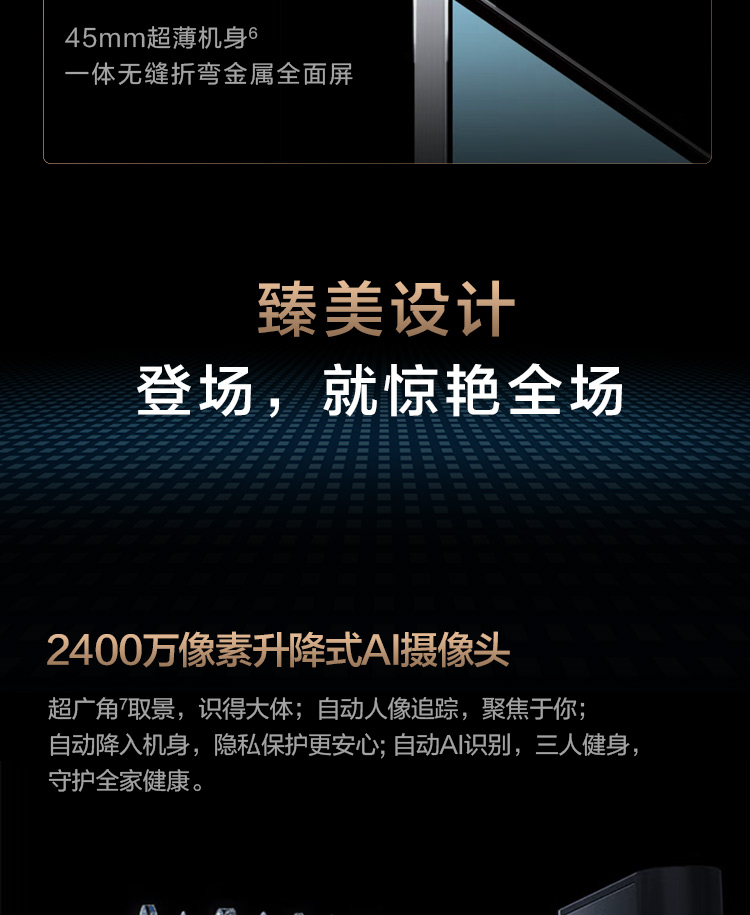 45mm超薄机身6
一体无缝折弯金属全面屏
臻美设计
登场，就惊艳全场
2400万像素升降式AI摄像头
超广角7取景，识得大体；自动人像追踪，聚焦于你；
自动降入机身，隐私保护更安心; 自动AI识别，三人健身，
守护全家健康。